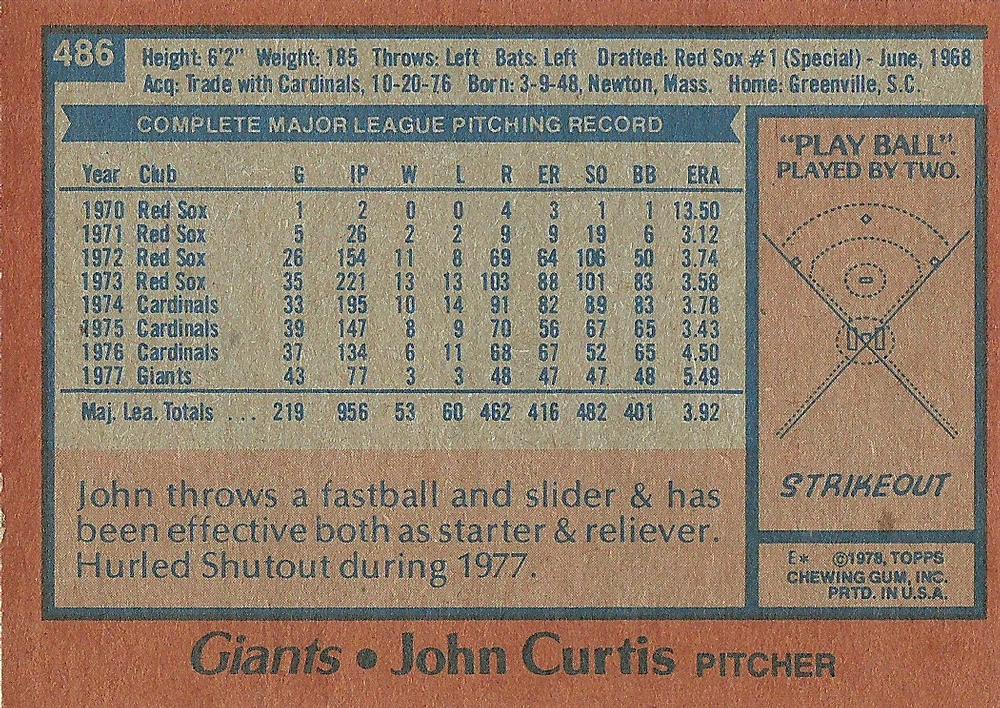 486
Height: 6'2" Weight: 185 Throws: Left Bats: Left Drafted: Red Sox #1 (Special) - June, 1968
Acq: Trade with Cardinals, 10-20-76 Born: 3-9-48, Newton, Mass. Home: Greenville, S.C.
COMPLETE MAJOR LEAGUE PITCHING RECORD
Year Club G IP W L R ER SO BB ERA
1970 Red Sox 1 2 0 0 4 3 1 1 13.50
1971 Red Sox 5 26 2 2 9 9 19 6 3.12
1972 Red Sox 26 154 11 8 69 64 106 50 3.74
1973 Red Sox 35 221 13 13 103 88 101 83 3.58
1974 Cardinals 33 195 10 14 91 82 89 83 3.78
1975 Cardinals 39 147 8 9 70 56 67 65 3.43
1976 Cardinals 37 134 6 11 68 67 52 65 4.50
1977 Giants 43 77 3 3 48 47 47 48 5.49
Maj. Lea. Totals ... 219 956 53 60 462 416 482 401 3.92
John throws a fastball and slider & has
been effective both as starter & reliever.
Hurled Shutout during 1977.
"PLAY BALL".
PLAYED BY TWO.
STRIKEOUT
E* ©1978, TOPPS
CHEWING GUM, INC.
PRTD. IN U.S.A.
Giants • John Curtis PITCHER